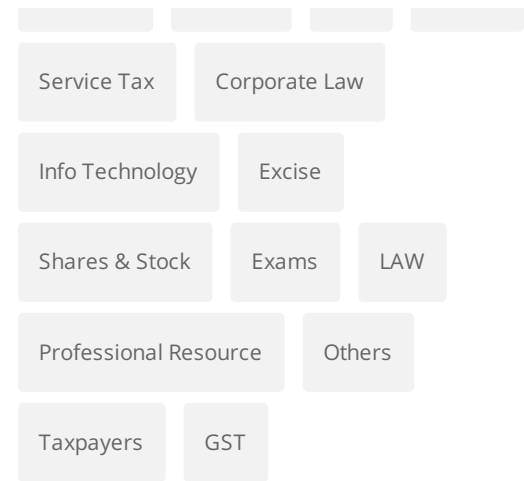 Service Tax Corporate Law
Info Technology Excise
Shares & Stock Exams LAW
Professional Resource Others
Taxpayers GST